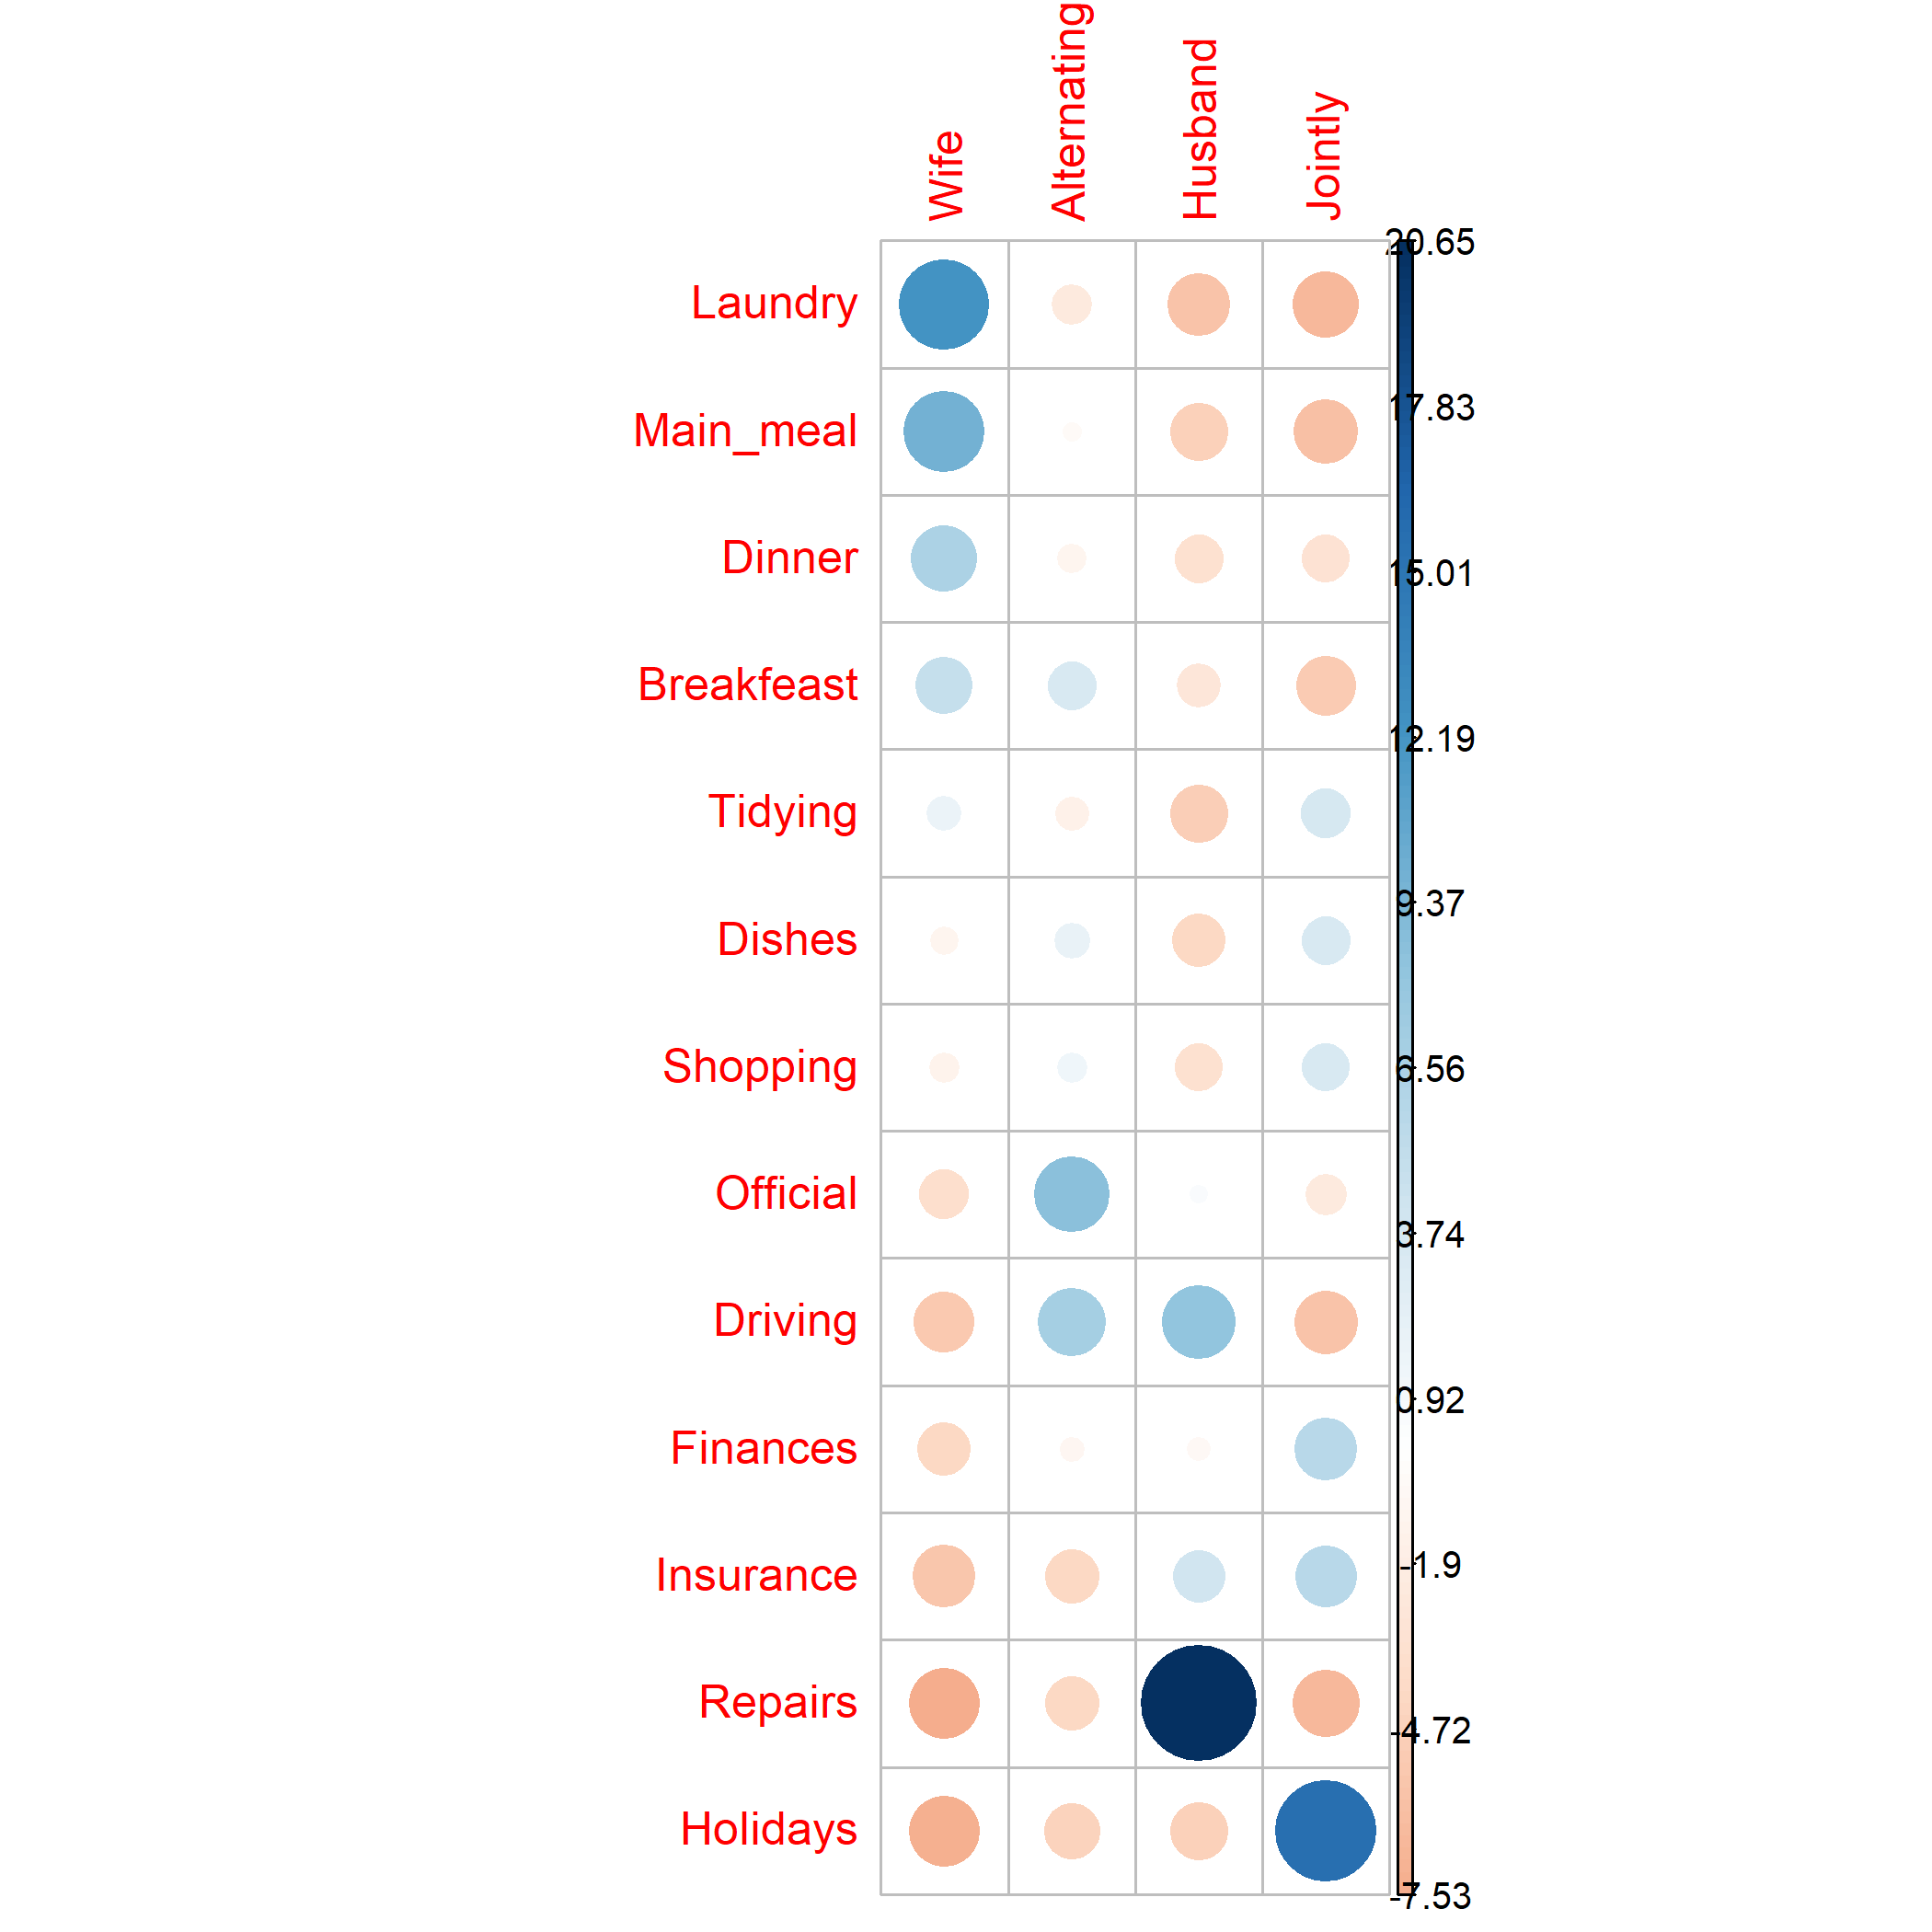 Wife
Alternating
Husband
Jointly
Laundry
Main_meal
Dinner
Breakfeast
Tidying
Dishes
Shopping
Official
Driving
Finances
Insurance
Repairs
Holidays
20.65
17.83
15.01
12.19
9.37
6.56
3.74
0.92
-1.9
-4.72
-7.53